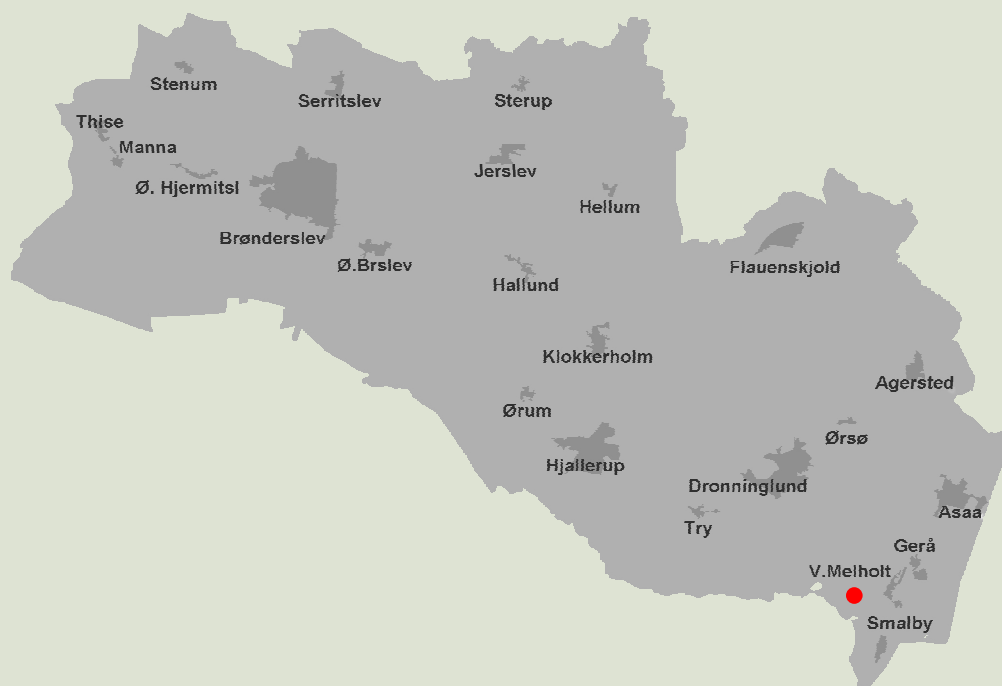 Stenum
Serritslev
Sterup
Thise
Manna
Jerslev
Ø. Hjermitsl
Hellum
Brønderslev
Ø.Brslev
Flauenskjold
Hallund
Klokkerholm
Agersted
Ørum
Ørsø
Hjallerup
Dronninglund
Asaa
Try
Gerå
V.Melholt
Smalby